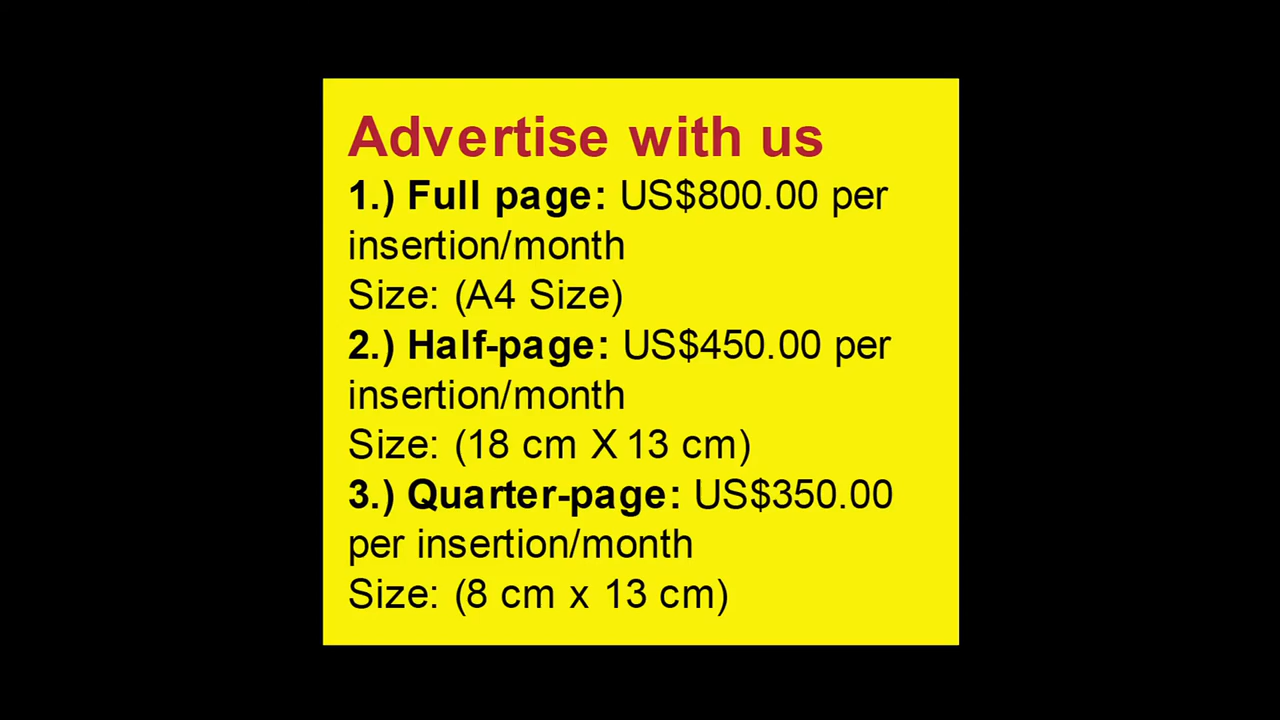 Advertise with us
1.) Full page: US$800.00 per
insertion/month
Size: (A4 Size)
2.) Half-page: US$450.00 per
insertion/month
Size: (18 cm X 13 cm)
3.) Quarter-page: US$350.00
per insertion/month
Size: (8 cm x 13 cm)